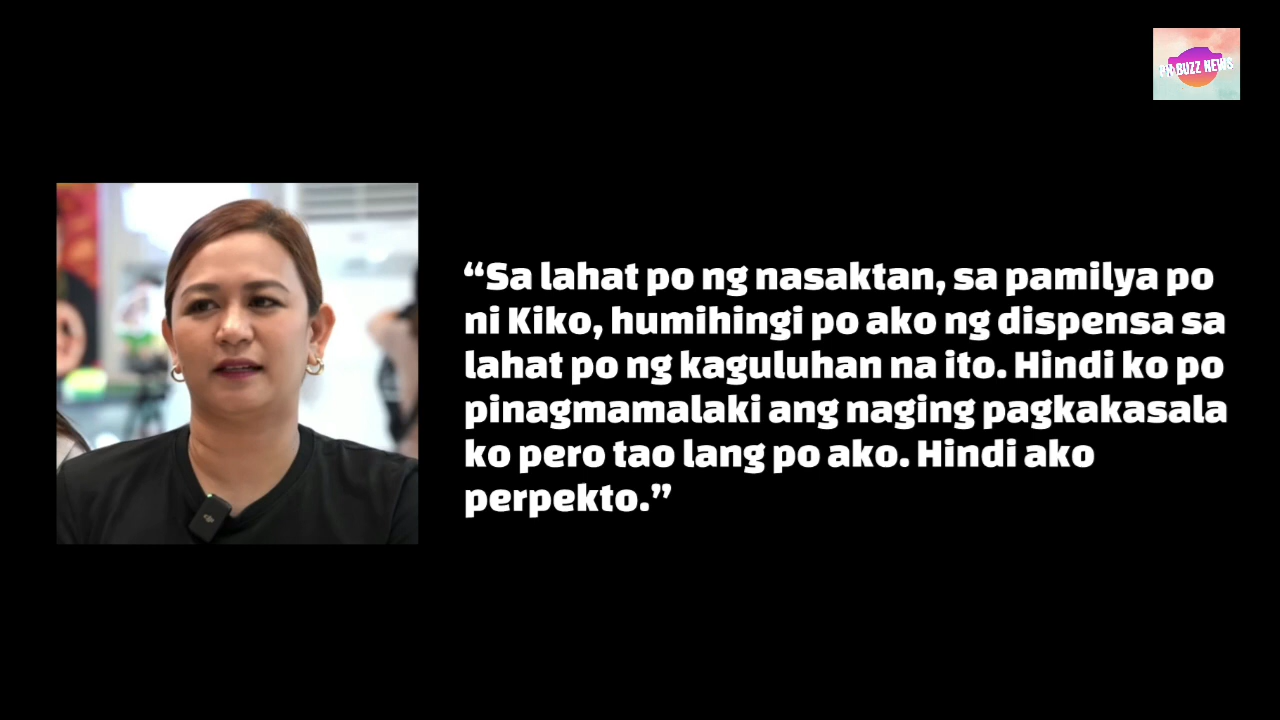 PH BUZZ NEWS
“Sa lahat po ng nasaktan, sa pamilya po
ni Kiko, humihingi po ako ng dispensa sa
lahat po ng kaguluhan na ito. Hindi ko po
pinagmamalaki ang naging pagkakasala
ko pero tao lang po ako. Hindi ako
perpekto.”